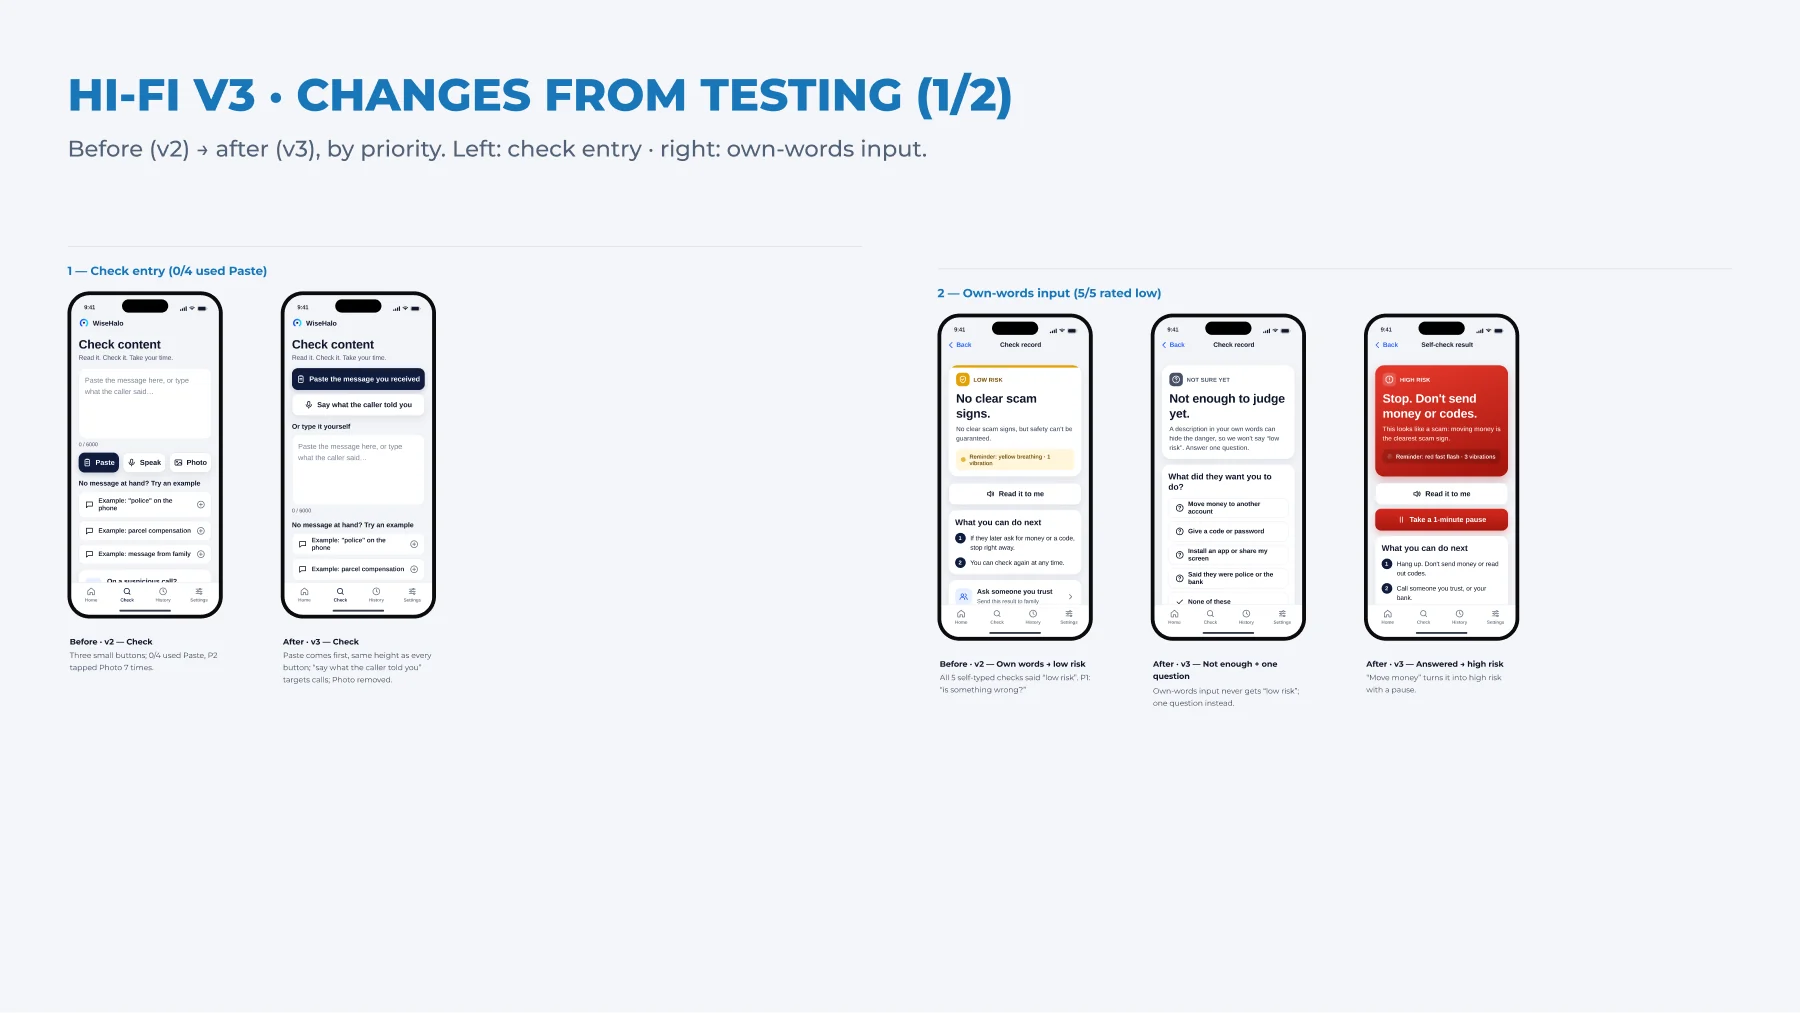 HI-FI V3 · CHANGES FROM TESTING (1/2)
Before (v2) → after (v3), by priority. Left: check entry · right: own-words input.
1 — Check entry (0/4 used Paste)
9:41
WiseHalo
Check content
Read it. Check it. Take your time.
Paste the message here, or type
what the caller said...
0 / 6000
Paste
Speak
Photo
No message at hand? Try an example
Example: "police" on the
phone
Example: parcel compensation
Example: message from family
On a suspicious call?
Home
Check
History
Settings
Before · v2 — Check
Three small buttons; 0/4 used Paste, P2
tapped Photo 7 times.
9:41
WiseHalo
Check content
Read it. Check it. Take your time.
Paste the message you received
Say what the caller told you
Or type it yourself
Paste the message here, or type
what the caller said...
0 / 6000
No message at hand? Try an example
Example: "police" on the
phone
Example: parcel compensation
Home
Check
History
Settings
After · v3 — Check
Paste comes first, same height as every
button; "say what the caller told you"
targets calls; Photo removed.
2 — Own-words input (5/5 rated low)
9:41
Back
Check record
LOW RISK
No clear scam
signs.
No clear scam signs, but safety can't be
guaranteed.
Reminder: yellow breathing · 1
vibration
Read it to me
What you can do next
1 If they later ask for money or a code,
stop right away.
2 You can check again at any time.
Ask someone you trust
Send this result to family
Home
Check
History
Settings
Before · v2 — Own words → low risk
All 5 self-typed checks said "low risk". P1:
"is something wrong?"
9:41
Back
Check record
NOT SURE YET
Not enough to judge
yet.
A description in your own words can
hide the danger, so we won't say "low
risk". Answer one question.
What did they want you to
do?
Move money to another
account
Give a code or password
Install an app or share my
screen
Said they were police or the
bank
None of these
Home
Check
History
Settings
After · v3 — Not enough + one
question
Own-words input never gets "low risk";
one question instead.
9:41
Back
Self-check result
HIGH RISK
Stop. Don't send
money or codes.
This looks like a scam: moving money is
the clearest scam sign.
Reminder: red fast flash · 3 vibrations
Read it to me
Take a 1-minute pause
What you can do next
1 Hang up. Don't send money or read
out codes.
2 Call someone you trust, or your
bank.
Home
Check
History
Settings
After · v3 — Answered → high risk
"Move money" turns it into high risk
with a pause.